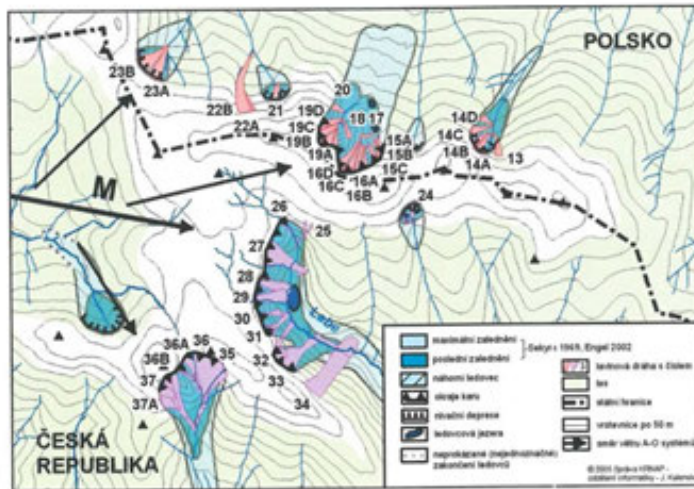 POLSKO
23B
23A
20
21
22B
22A
19D
19C
19B
19A
18
17
16D
16C
16A
16B
15A
15B
15C
14D
14C
14B
14A
13
M
24
26
25
27
28
29
30
31
32
33
34
Labe
36
36A
36B
35
37
37A
ČESKÁ
REPUBLIKA
maximální zalednění
poslední zalednění
Sekyra 1969, Engel 2002
náhorní ledovec
okraje karů
nivační deprese
ledovcová jezera
neprokázané (nejednoznačné)
zakončení ledovců
lavinová dráha s číslem
les
státní hranice
vrstevnice po 50 m
směr větru A-O systémů
Správa KRNAP -
oddělení informatiky - J.